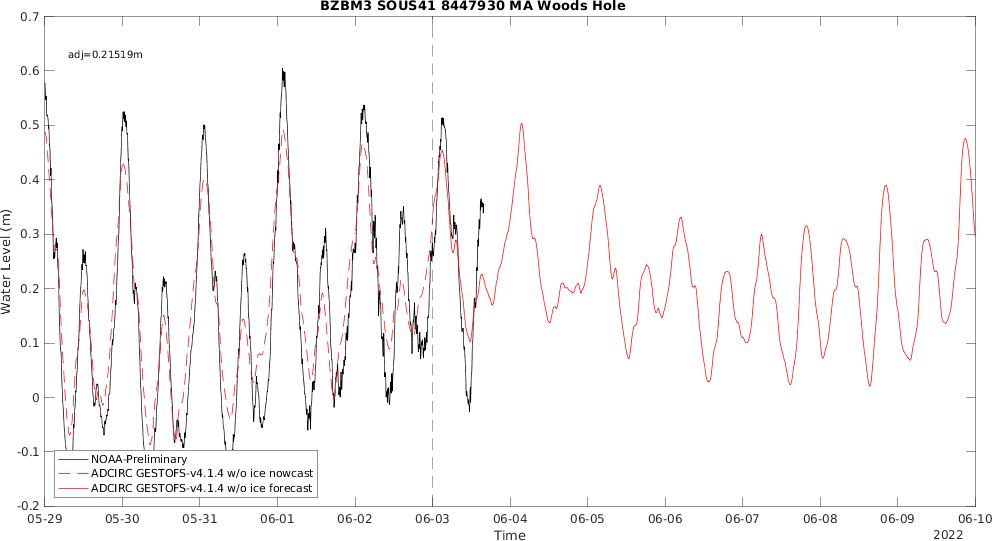 BZBM3 SOUS41 8447930 MA Woods Hole
adj=0.21519m
Water Level (m)
0.7
0.6
0.5
0.4
0.3
0.2
0.1
0
-0.1
-0.2
NOAA-Preliminary
ADCIRC GESTOFS-v4.1.4 w/o ice nowcast
ADCIRC GESTOFS-v4.1.4 w/o ice forecast
05-29 05-30 05-31 06-01 06-02 06-03 06-04 06-05 06-06 06-07 06-08 06-09 06-10
Time
2022